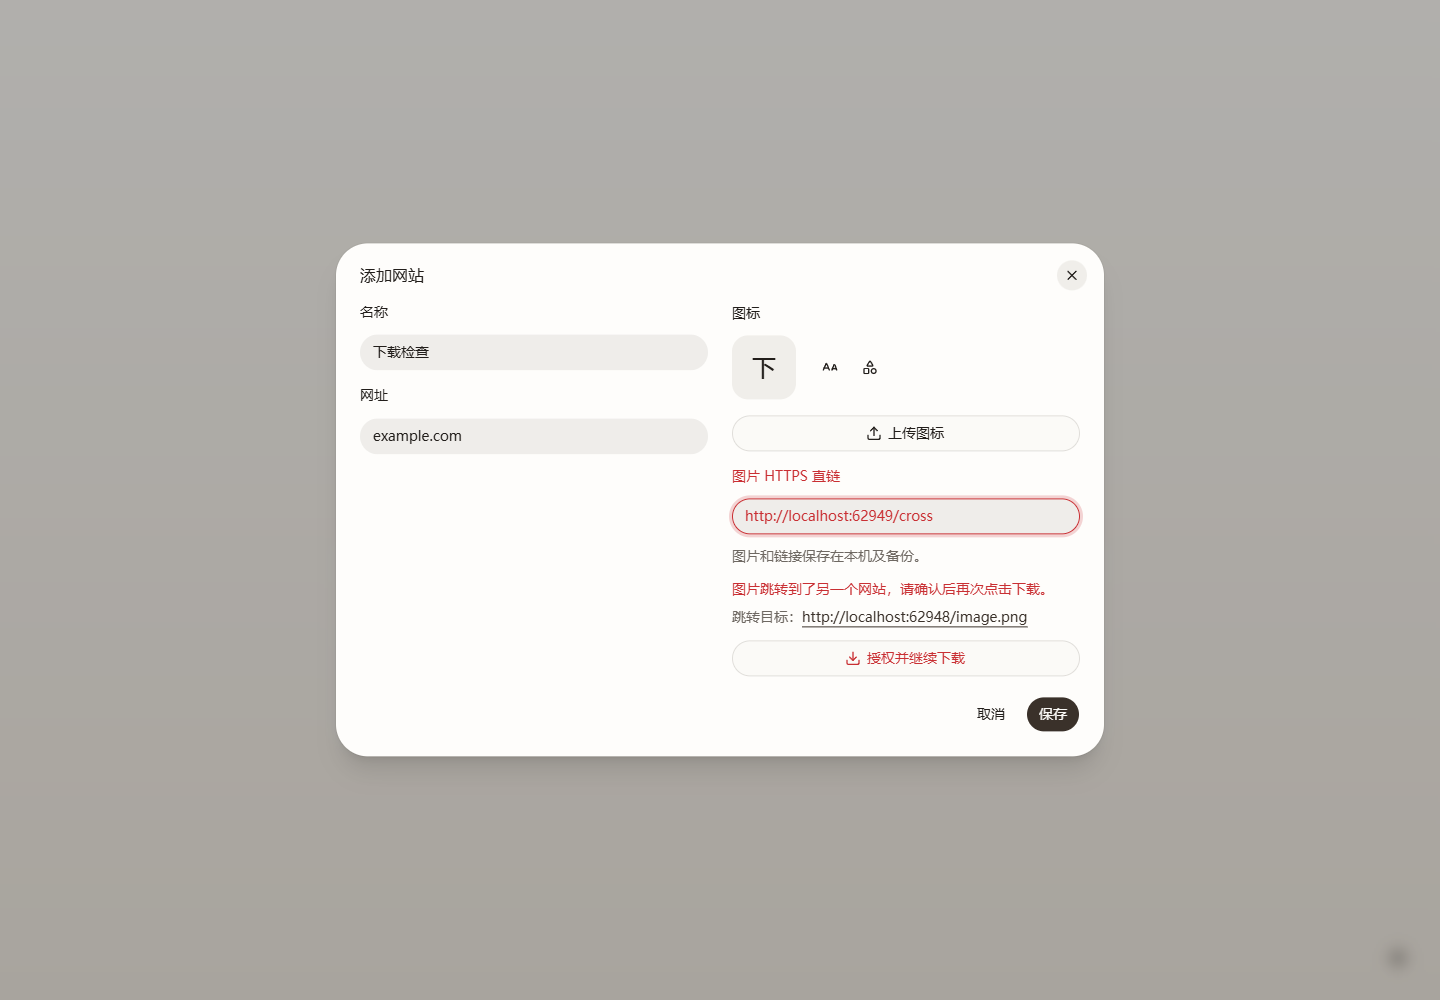 添加网站
名称
下载检查
网址
example.com
图标
下
AA
上传图标
图片 HTTPS 直链
http://localhost:62949/cross
图片和链接保存在本机及备份。
图片跳转到了另一个网站，请确认后再次点击下载。
跳转目标：http://localhost:62948/image.png
授权并继续下载
取消
保存